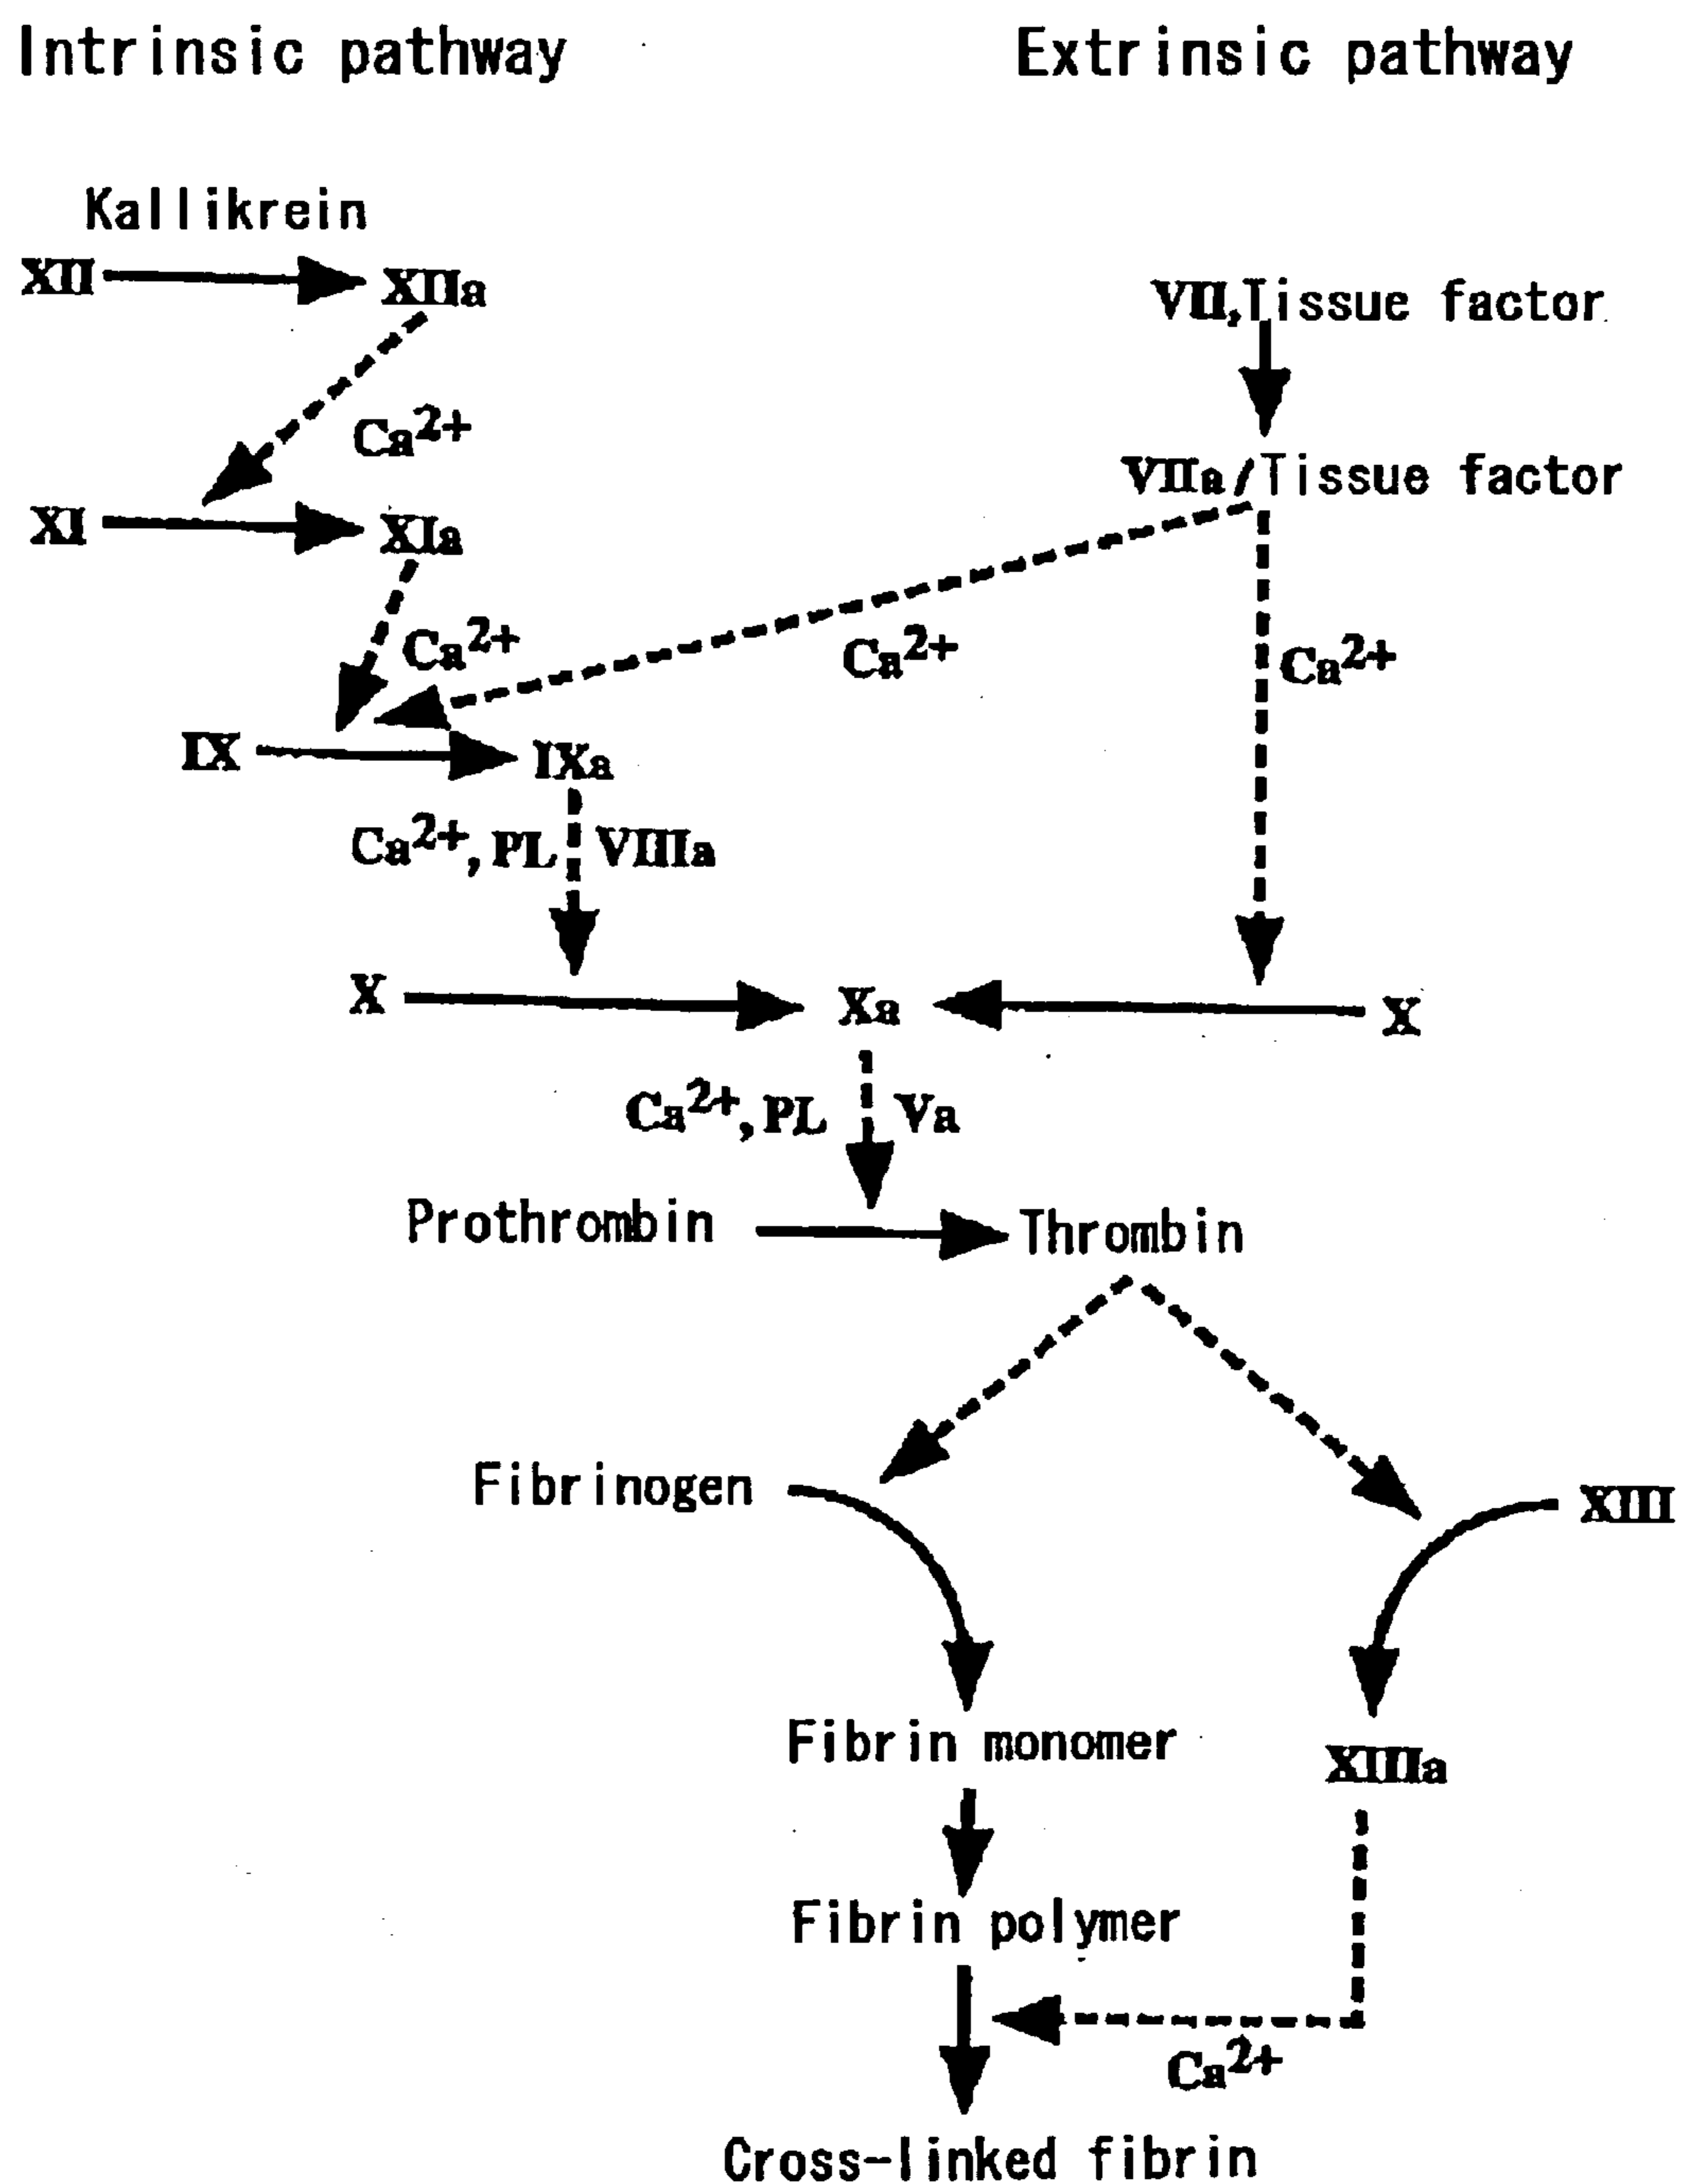 Intrinsic pathway
Extrinsic pathway
Kallikrein
XII
XIIa
VII,Tissue factor
Ca2+
VIIa/Tissue factor
XI
XIa
Ca2+
Ca2+
Ca2+
IX
IXa
Ca2+, PL
VIIIa
X
Xa
X
Ca2+, PL
Va
Prothrombin
Thrombin
Fibrinogen
XIII
Fibrin monomer
XIIIa
Fibrin polymer
Ca2+
Cross-linked fibrin